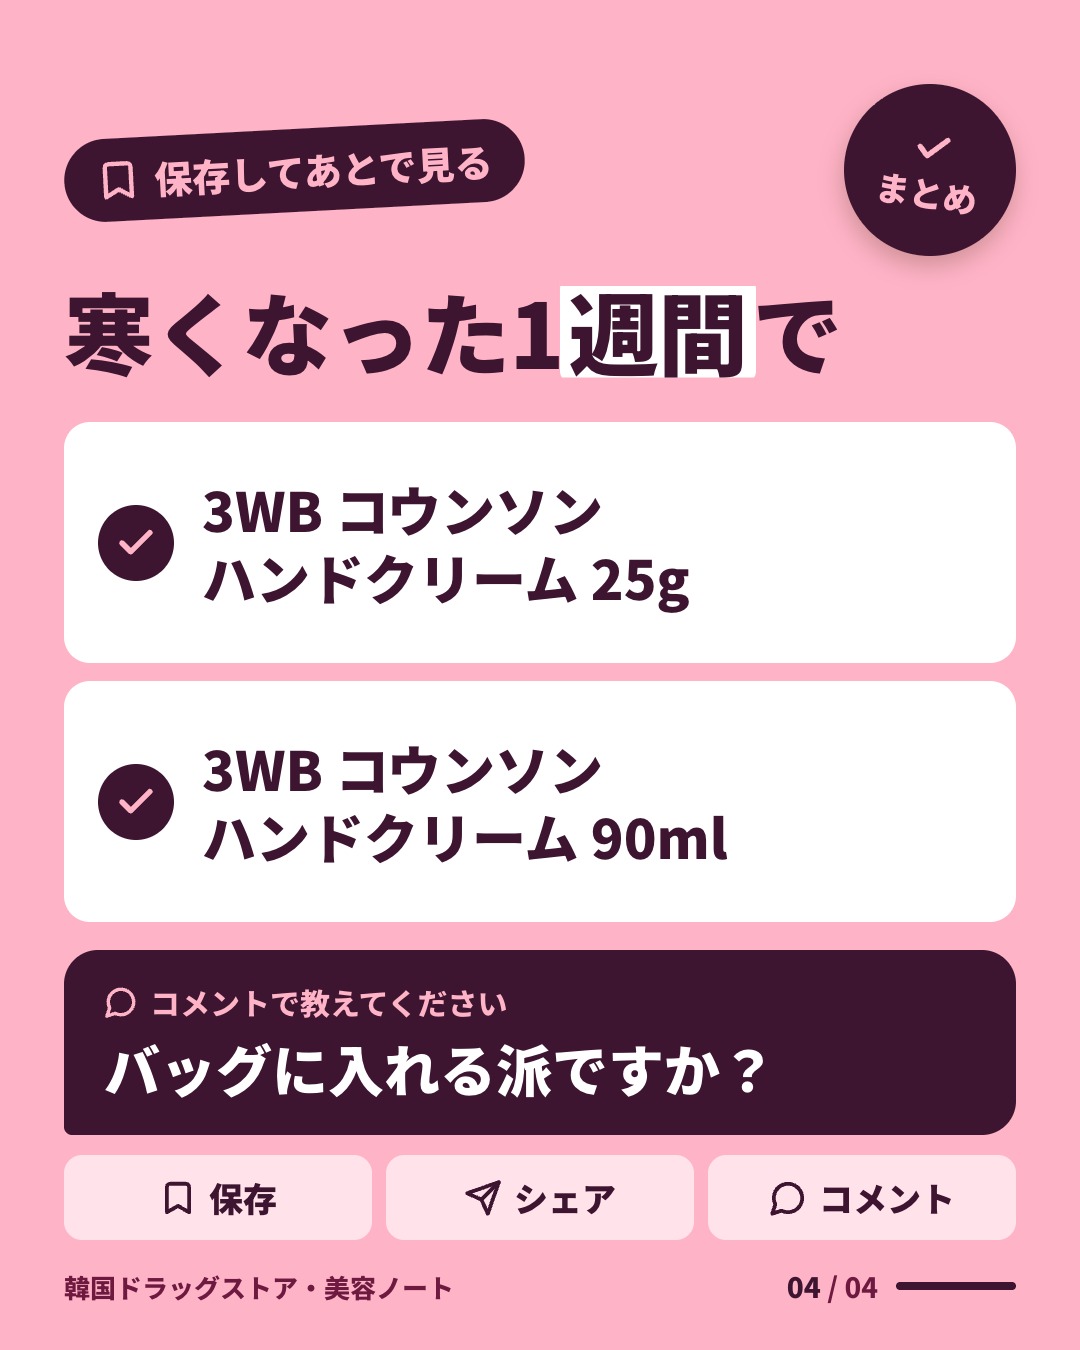 保存してあとで見る
まとめ
寒くなった1週間で
3WB コウンソン
ハンドクリーム 25g
3WB コウンソン
ハンドクリーム 90ml
コメントで教えてください
バッグに入れる派ですか？
保存
シェア
コメント
韓国ドラッグストア・美容ノート
04 / 04